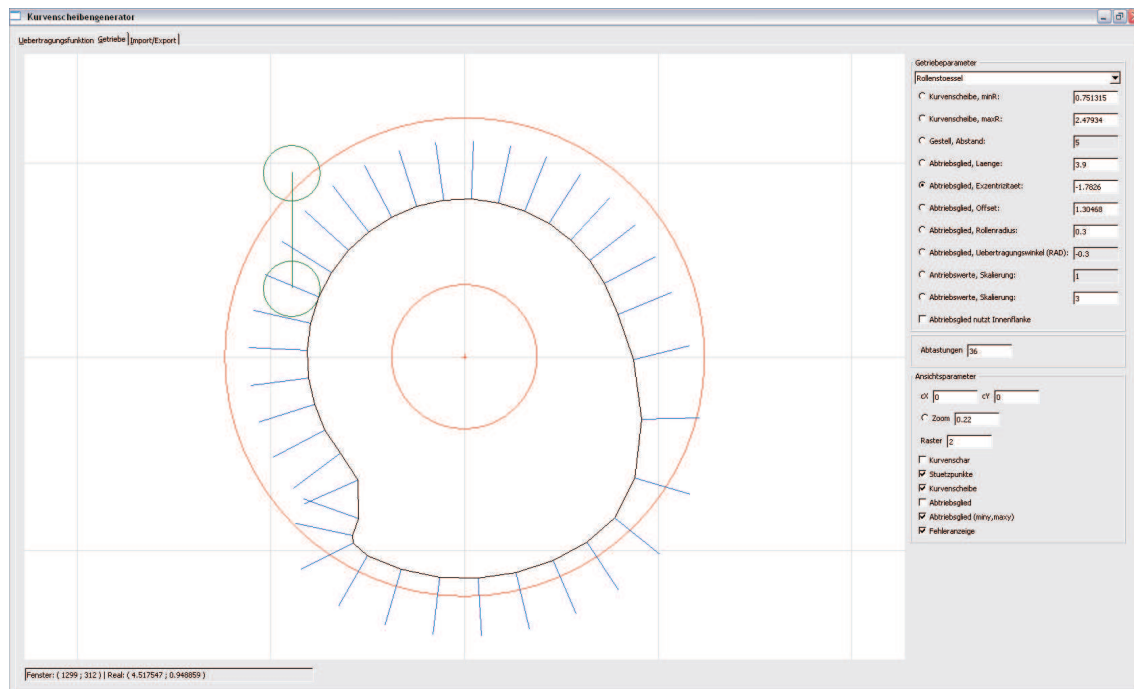 Kurvenscheibengenerator
Uebertragungsfunktion Getriebe Import/Export
Getriebeparameter
Rollenstoessel
Kurvenscheibe, minR: 0.751315
Kurvenscheibe, maxR: 2.47934
Gestell, Abstand: 5
Abtriebsglied, Laenge: 3.9
Abtriebsglied, Exzentrizitaet: -1.7826
Abtriebsglied, Offset: 1.30468
Abtriebsglied, Rollenradius: 0.3
Abtriebsglied, Uebertragungswinkel (RAD): -0.3
Antriebswerte, Skalierung: 1
Abtriebswerte, Skalierung: 3
Abtriebsglied nutzt Innenflanke
Abtastungen 36
Ansichtsparameter
cX 0 cY 0
Zoom 0.22
Raster 2
Kurvenschar
Stuetzpunkte
Kurvenscheibe
Abtriebsglied
Abtriebsglied (miny,maxy)
Fehleranzeige
Fenster: ( 1299 ; 312 ) | Real: ( 4.517547 ; 0.948859 )